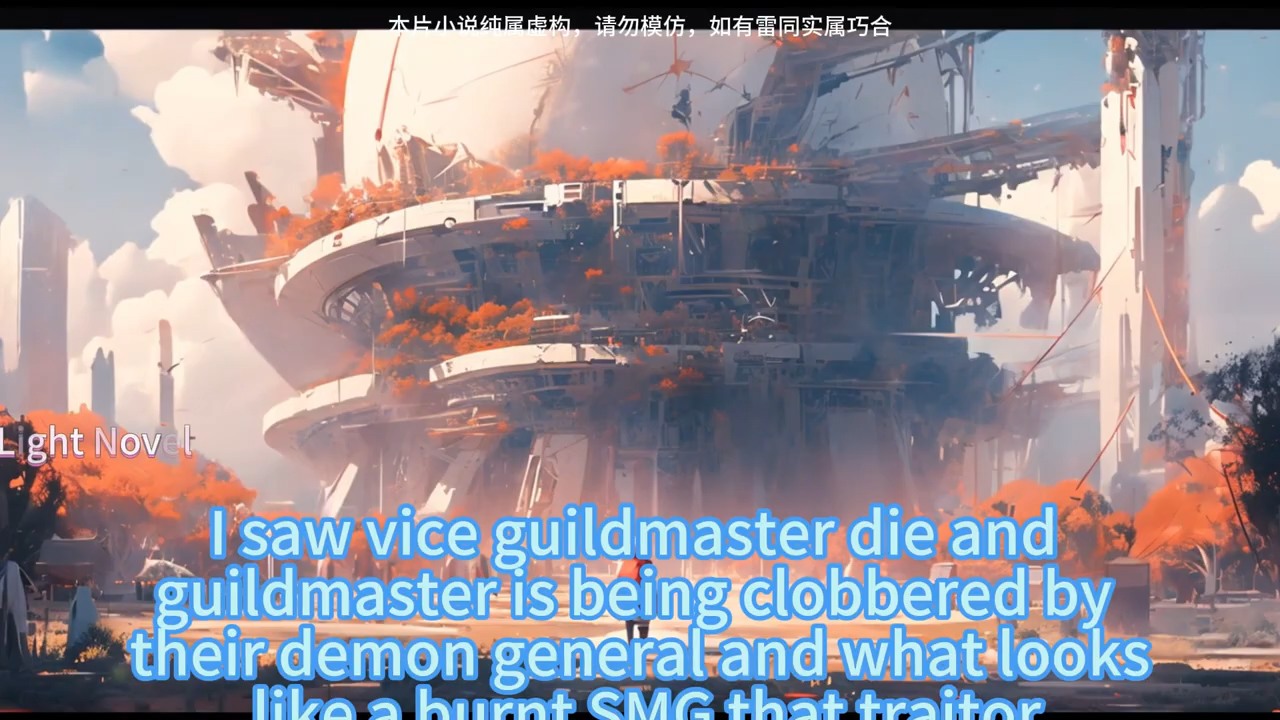 本片小说纯属虚构，请勿模仿，如有雷同实属巧合
Light Novel
I saw vice guildmaster die and
guildmaster is being clobbered by
their demon general and what looks
like a burnt SMG that traitor